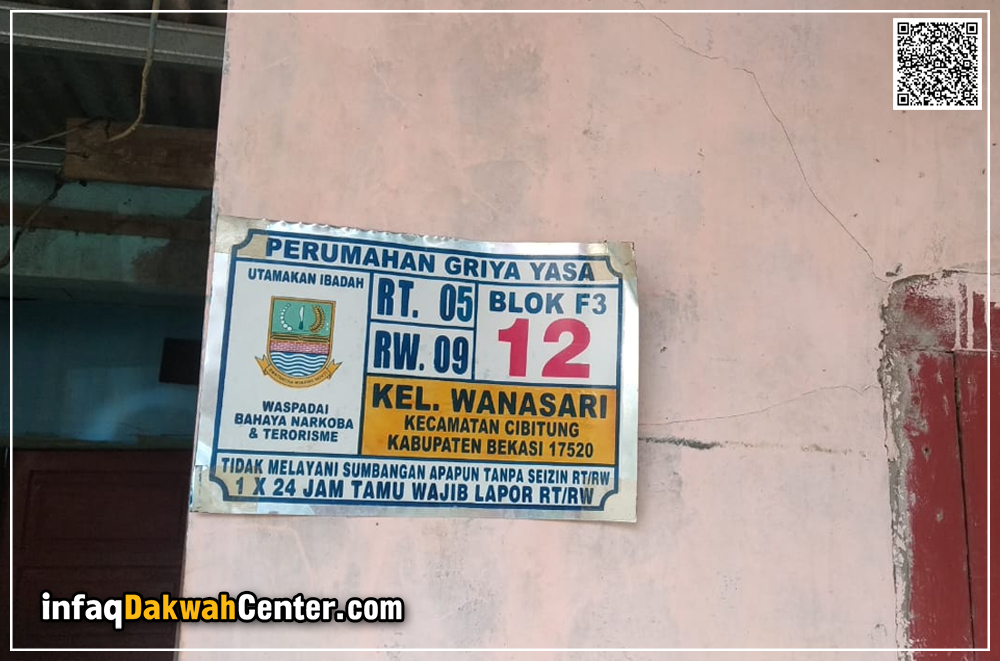 PERUMAHAN GRIYA YASA
UTAMAKAN IBADAH
WASPADAI
BAHAYA NARKOBA
& TERORISME
RT. 05
RW. 09
BLOK F3
12
KEL. WANASARI
KECAMATAN CIBITUNG
KABUPATEN BEKASI 17520
TIDAK MELAYANI SUMBANGAN APAPUN TANPA SEIZIN RT/RW
1 X 24 JAM TAMU WAJIB LAPOR RT/RW
infaqDakwahCenter.com